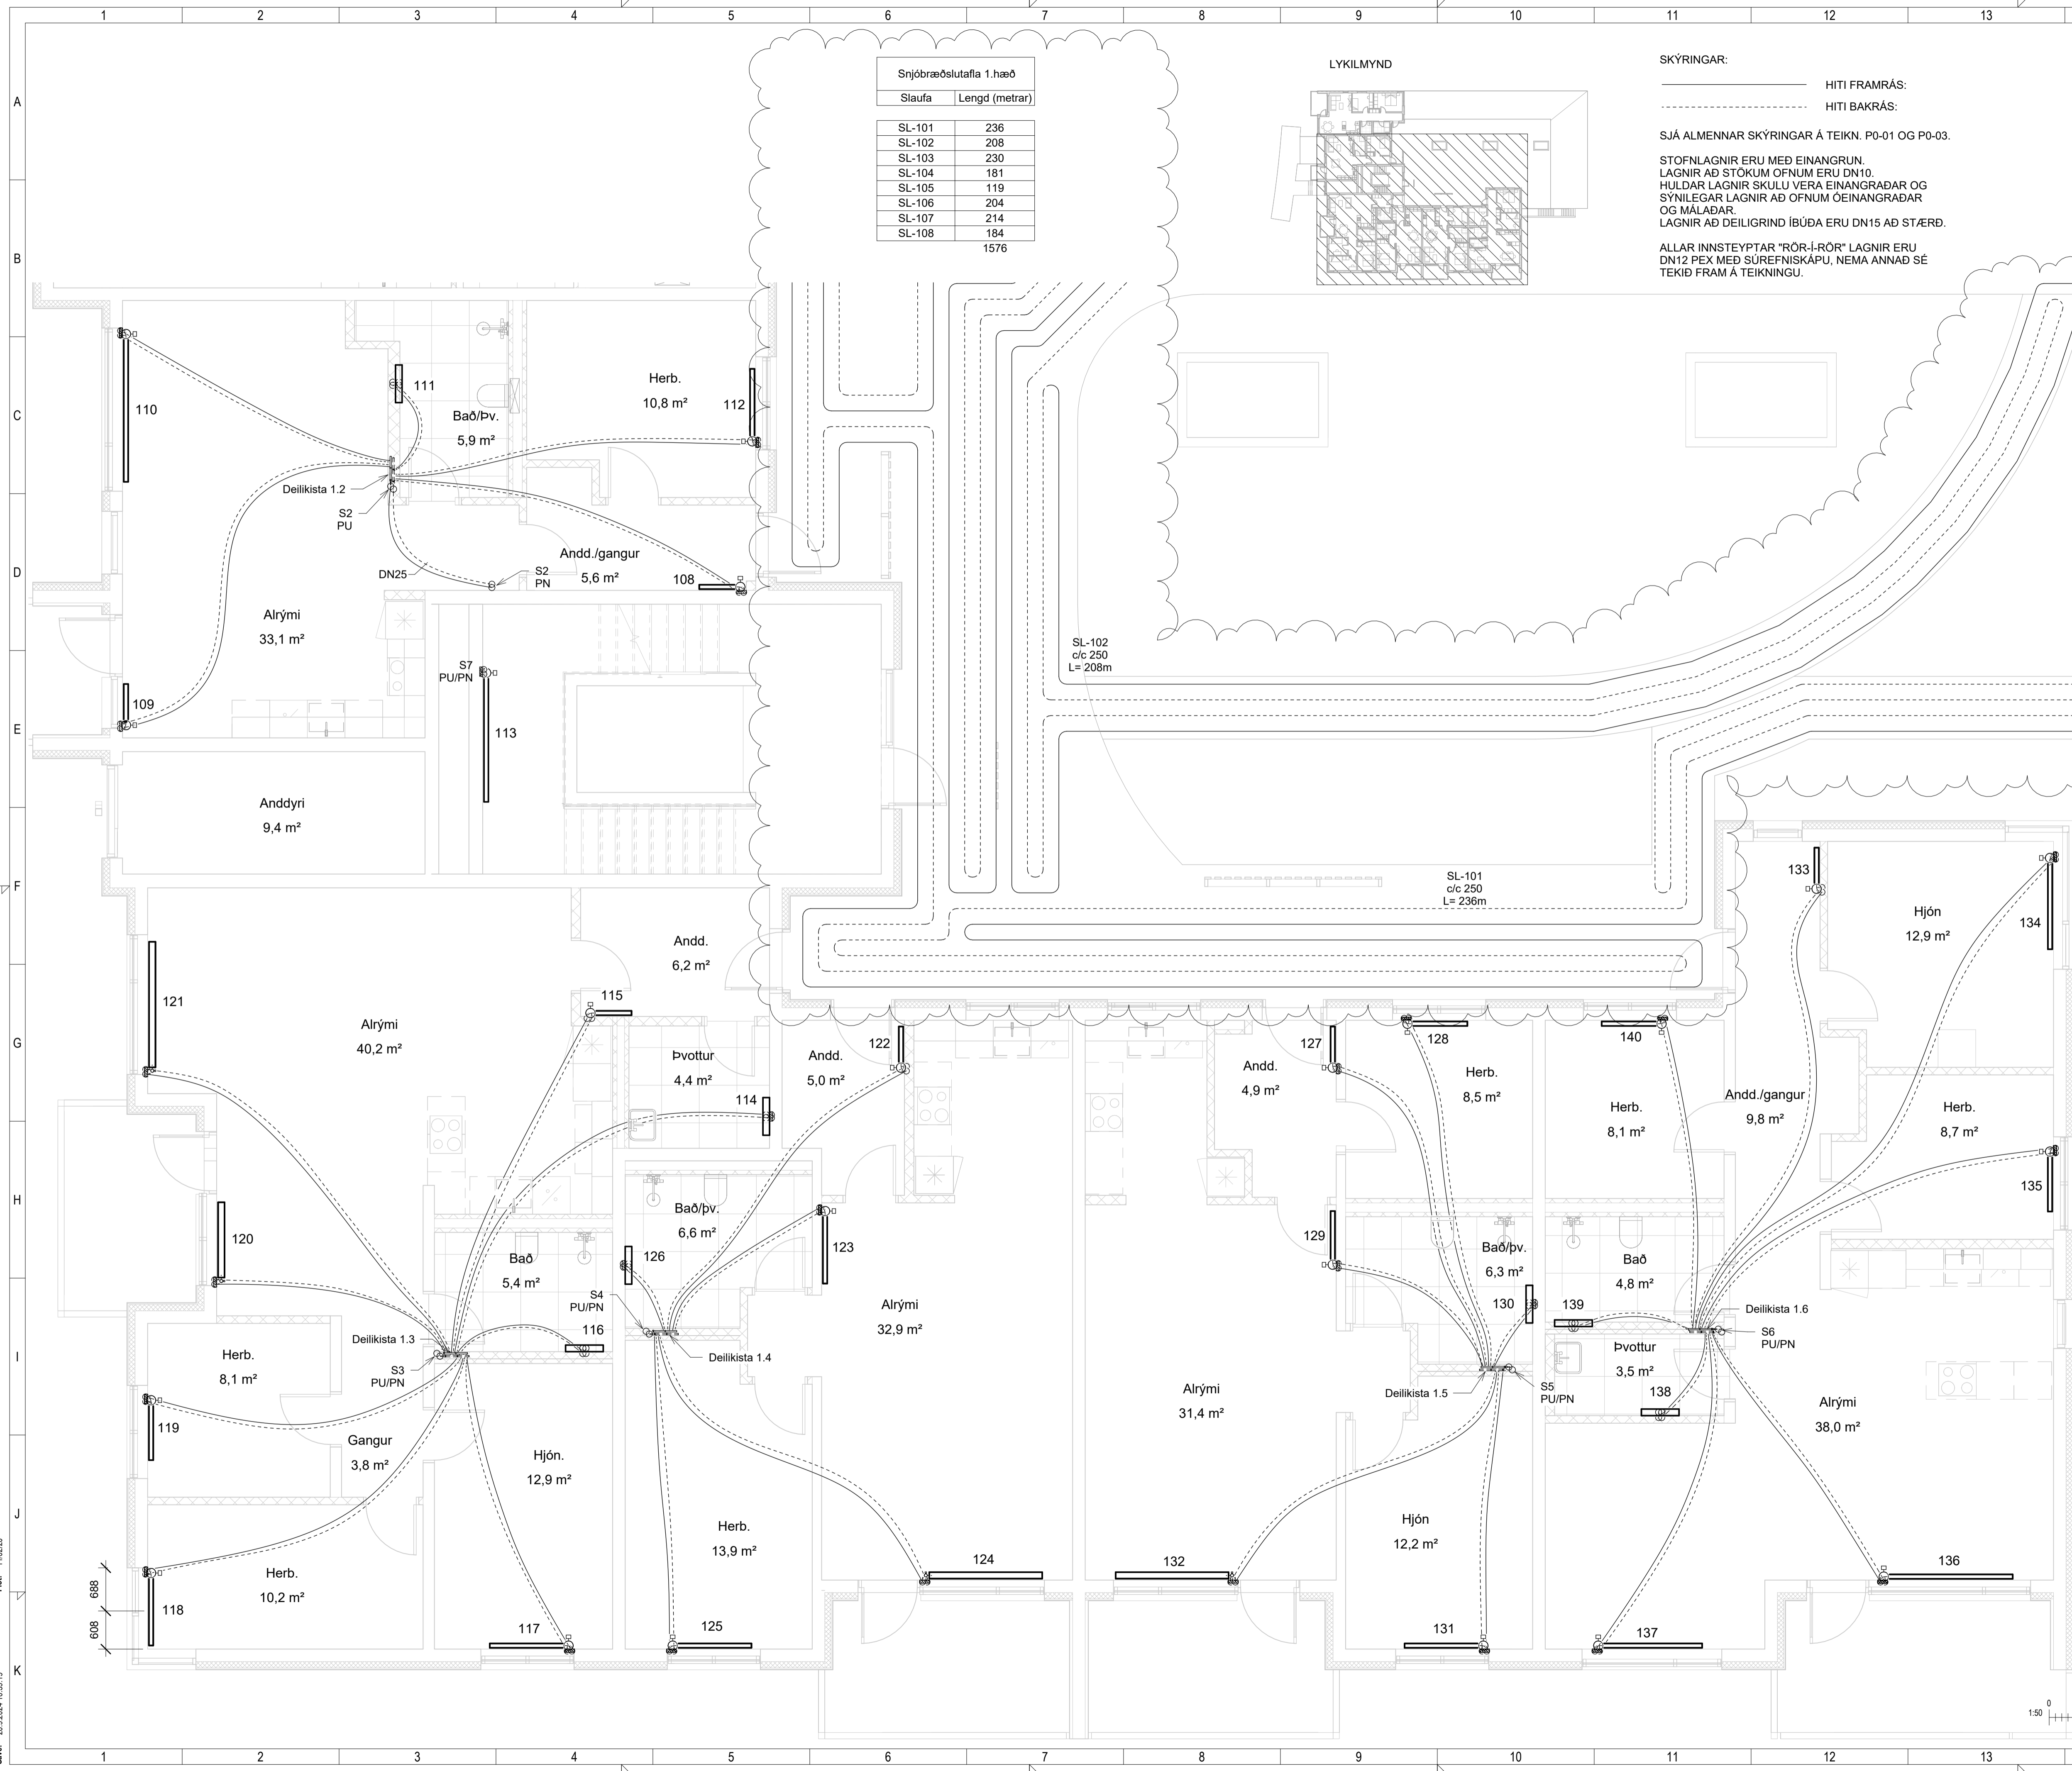 1 2 3 4 5 6 7 8 9 10 11 12 13
A
B
C
D
E
F
G
H
I
J
K
Snjóbræðslutafla 1.hæð
Slaufa Lengd (metrar)
SL-101 236
SL-102 208
SL-103 230
SL-104 181
SL-105 119
SL-106 204
SL-107 214
SL-108 184
1576
LYKILMYND
SKÝRINGAR:
HITI FRAMRÁS:
HITI BAKRÁS:
SJÁ ALMENNAR SKÝRINGAR Á TEIKN. P0-01 OG P0-03.
STOFNLAGNIR ERU MEÐ EINANGRUN.
LAGNIR AÐ STÖKUM OFNUM ERU DN10.
HULDAR LAGNIR SKULU VERA EINANGRAÐAR OG
SÝNILEGAR LAGNIR AÐ OFNUM ÓEINANGRAÐAR
OG MÁLAÐAR.
LAGNIR AÐ DEILIGRIND ÍBÚÐA ERU DN15 AÐ STÆRÐ.
ALLAR INNSTEYPTAR "RÖR-Í-RÖR" LAGNIR ERU
DN12 PEX MEÐ SÚREFNISKÁPU, NEMA ANNAÐ SÉ
TEKIÐ FRAM Á TEIKNINGU.
110
111
Bað/Þv.
5,9 m²
Herb.
10,8 m²
112
Deilikista 1.2
S2
PU
DN25
S2
PN
Andd./gangur
5,6 m²
108
Alrými
33,1 m²
109
S7
PU/PN
113
Anddyri
9,4 m²
SL-102
c/c 250
L= 208m
SL-101
c/c 250
L= 236m
133
Hjón
12,9 m²
134
Andd.
6,2 m²
121
115
Alrými
40,2 m²
Þvottur
4,4 m²
114
Andd.
5,0 m²
122
Andd.
4,9 m²
127
128
Herb.
8,5 m²
140
Herb.
8,1 m²
Andd./gangur
9,8 m²
Herb.
8,7 m²
135
120
Bað
5,4 m²
Bað/þv.
6,6 m²
126
123
129
Bað/þv.
6,3 m²
130
Bað
4,8 m²
139
Deilikista 1.3
S3
PU/PN
116
S4
PU/PN
Deilikista 1.4
Alrými
32,9 m²
Alrými
31,4 m²
Deilikista 1.5
S5
PU/PN
Þvottur
3,5 m²
138
Deilikista 1.6
S6
PU/PN
Alrými
38,0 m²
Herb.
8,1 m²
119
Gangur
3,8 m²
Hjón.
12,9 m²
Herb.
13,9 m²
Hjón
12,2 m²
Herb.
10,2 m²
118
688
608
117
125
124
132
131
137
136
0
1:50
1 2 3 4 5 6 7 8 9 10 11 12 13